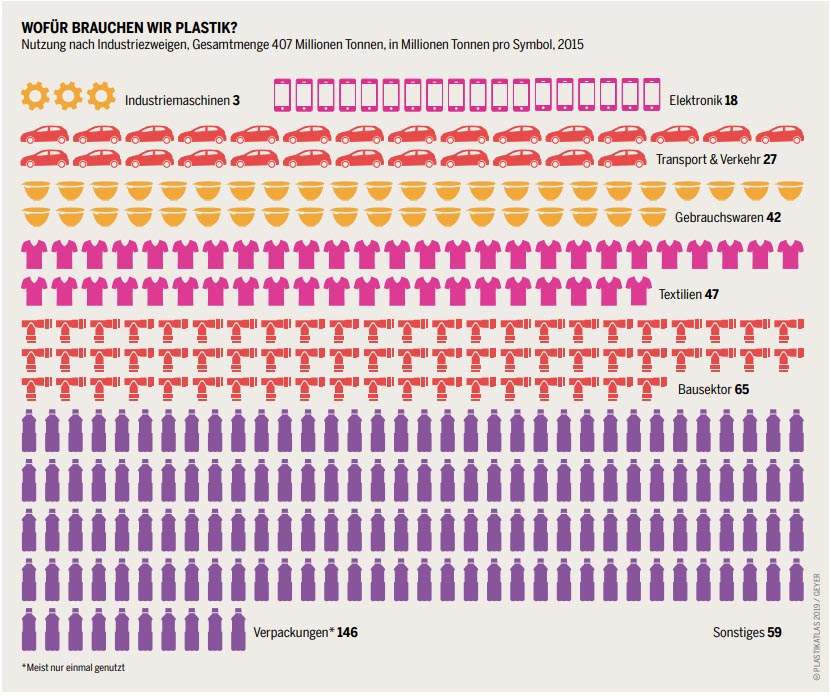 WOFÜR BRAUCHEN WIR PLASTIK?
Nutzung nach Industriezweigen, Gesamtmenge 407 Millionen Tonnen, in Millionen Tonnen pro Symbol, 2015
Industriemaschinen 3
Elektronik 18
Transport & Verkehr 27
Gebrauchswaren 42
Textilien 47
Bausektor 65
Verpackungen* 146
Sonstiges 59
*Meist nur einmal genutzt
PLASTIKATLAS 2019 / GEYER